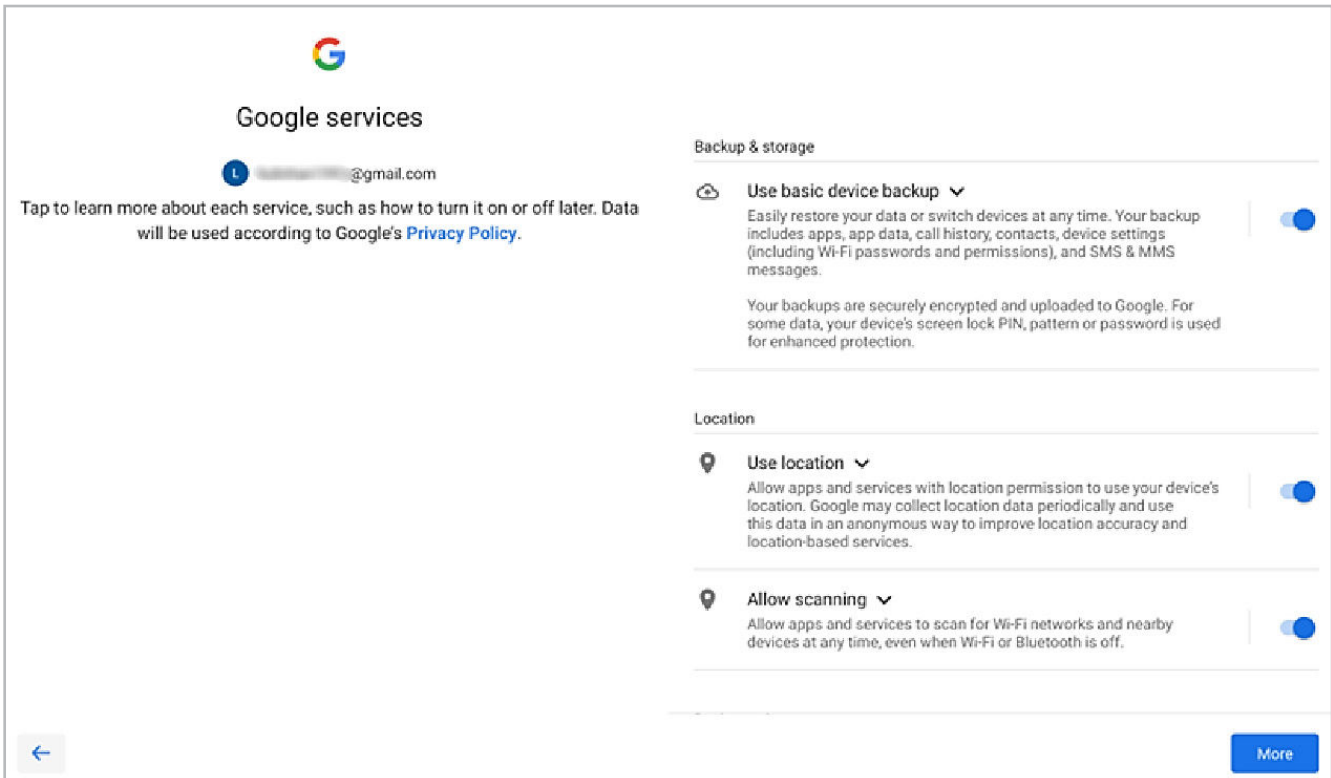 Google services
L @gmail.com
Tap to learn more about each service, such as how to turn it on or off later. Data
will be used according to Google's Privacy Policy.
Backup & storage
Use basic device backup
Easily restore your data or switch devices at any time. Your backup
includes apps, app data, call history, contacts, device settings
(including Wi-Fi passwords and permissions), and SMS & MMS
messages.
Your backups are securely encrypted and uploaded to Google. For
some data, your device's screen lock PIN, pattern or password is used
for enhanced protection.
Location
Use location
Allow apps and services with location permission to use your device's
location. Google may collect location data periodically and use
this data in an anonymous way to improve location accuracy and
location-based services.
Allow scanning
Allow apps and services to scan for Wi-Fi networks and nearby
devices at any time, even when Wi-Fi or Bluetooth is off.
More